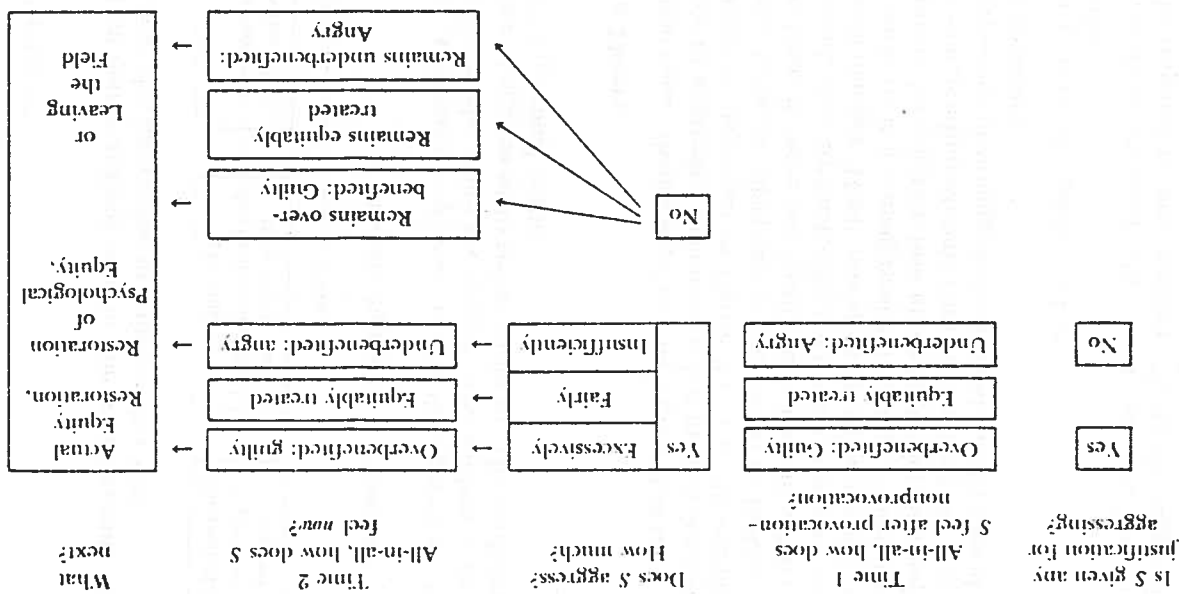 Is S given any
justification for
aggressing?
Time 1
All-in-all, how does
S feel after provocation-
nonprovocation?
Does S aggress?
How much?
Time 2
All-in-all, how does S
feel now?
What
next?
Yes
No
Overbenefited: Guilty
Equitably treated
Underbenefited: Angry
Yes
Excessively
Fairly
Insufficiently
No
Overbenefited: guilty
Equitably treated
Underbenefited: angry
Remains over-
benefited: Guilty
Remains equitably
treated
Remains underbenefited:
Angry
Actual
Equity
Restoration,
Restoration
of
Psychological
Equity,
or
Leaving
the
Field